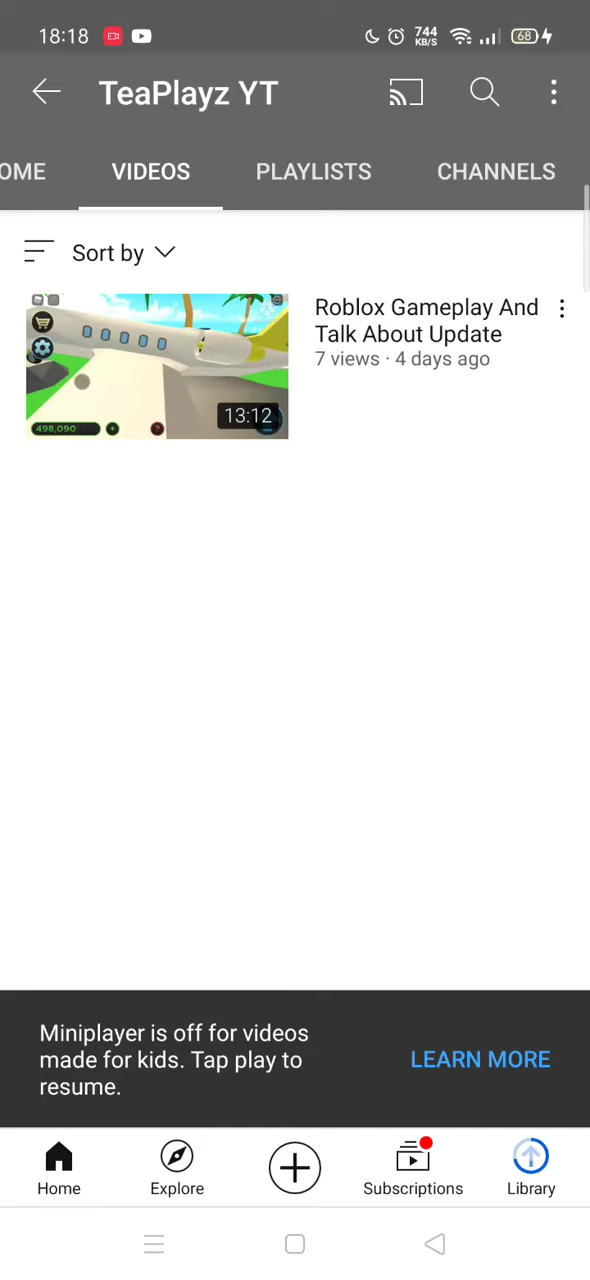 18:18 744 KB/S 68
TeaPlayz YT
OME VIDEOS PLAYLISTS CHANNELS
Sort by
Roblox Gameplay And
Talk About Update
7 views · 4 days ago
13:12
498,090 + ?
Miniplayer is off for videos
made for kids. Tap play to
resume.
LEARN MORE
Home Explore Subscriptions Library